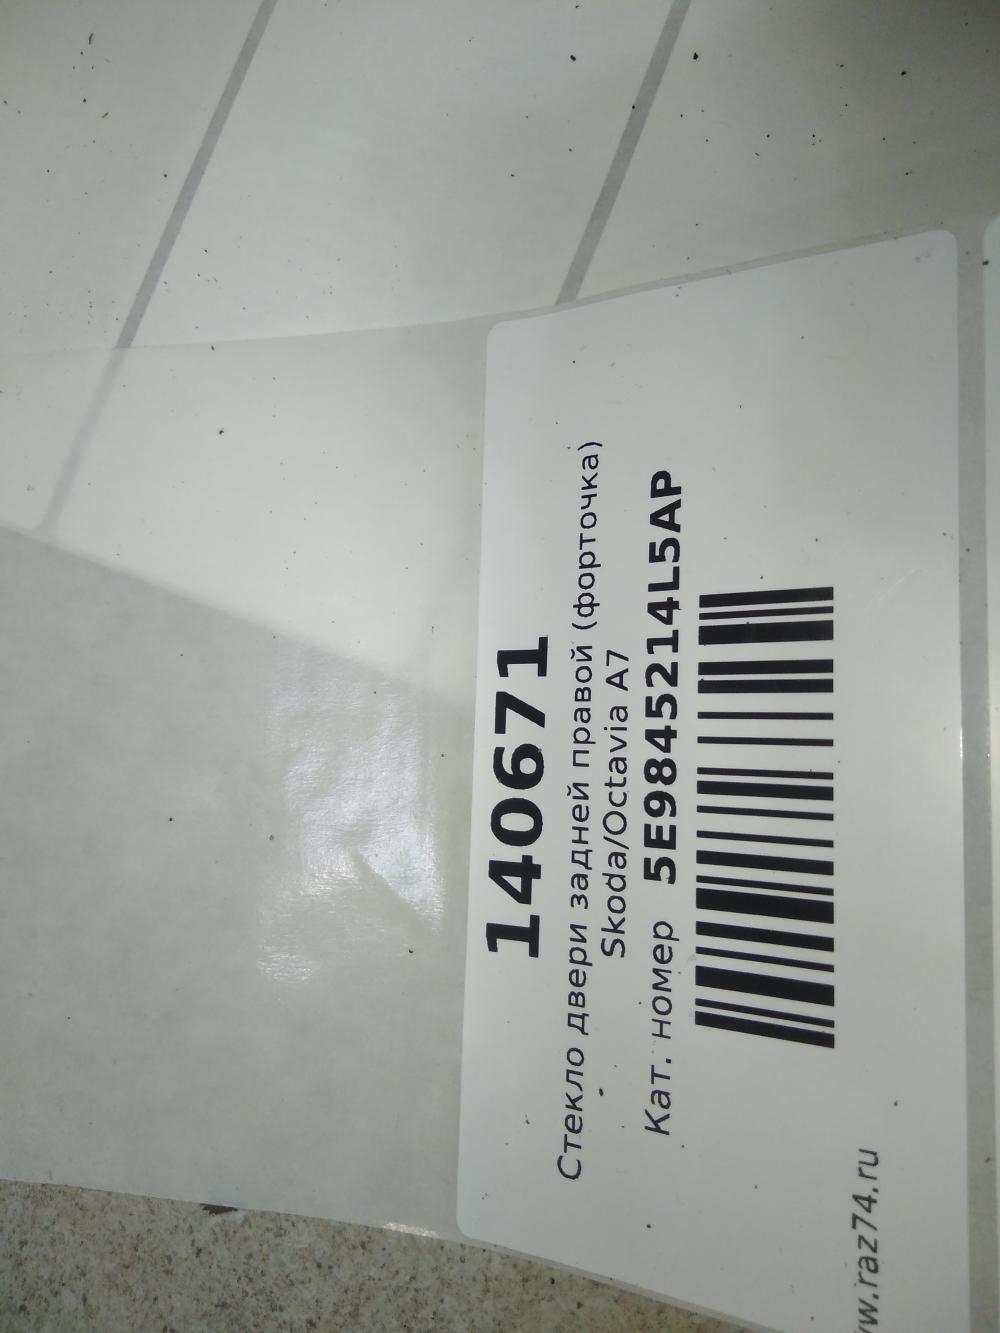 140671
Стекло двери задней правой (форточка)
Skoda/Octavia A7
Кат. номер 5E9845214L5AP
w.raz74.ru